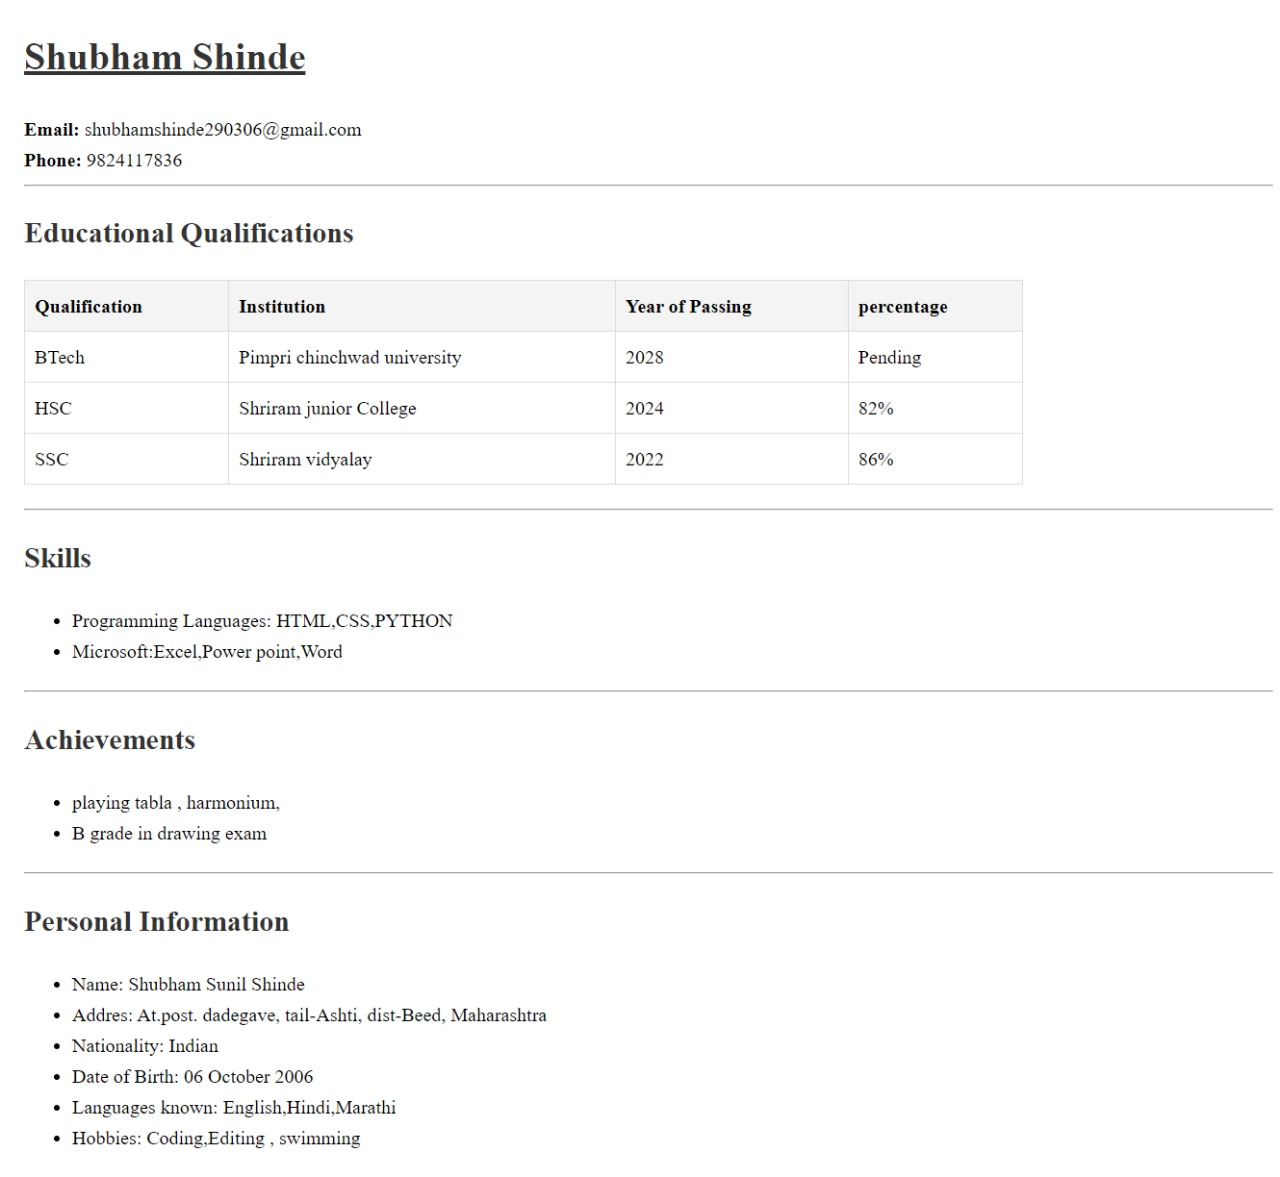 Shubham Shinde
Email: shubhamshinde290306@gmail.com
Phone: 9824117836
Educational Qualifications
Qualification Institution Year of Passing percentage
BTech Pimpri chinchwad university 2028 Pending
HSC Shriram junior College 2024 82%
SSC Shriram vidyalay 2022 86%
Skills
• Programming Languages: HTML,CSS,PYTHON
• Microsoft:Excel,Power point,Word
Achievements
• playing tabla , harmonium,
• B grade in drawing exam
Personal Information
• Name: Shubham Sunil Shinde
• Addres: At.post. dadegave, tail-Ashti, dist-Beed, Maharashtra
• Nationality: Indian
• Date of Birth: 06 October 2006
• Languages known: English,Hindi,Marathi
• Hobbies: Coding,Editing , swimming